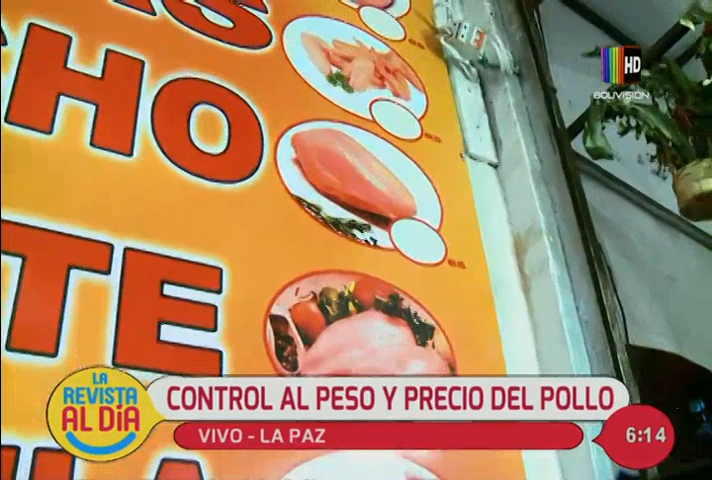 HD
BOLIVISION
HO
TE
LA
REVISTA
AL DíA
CONTROL AL PESO Y PRECIO DEL POLLO
VIVO - LA PAZ
6:14